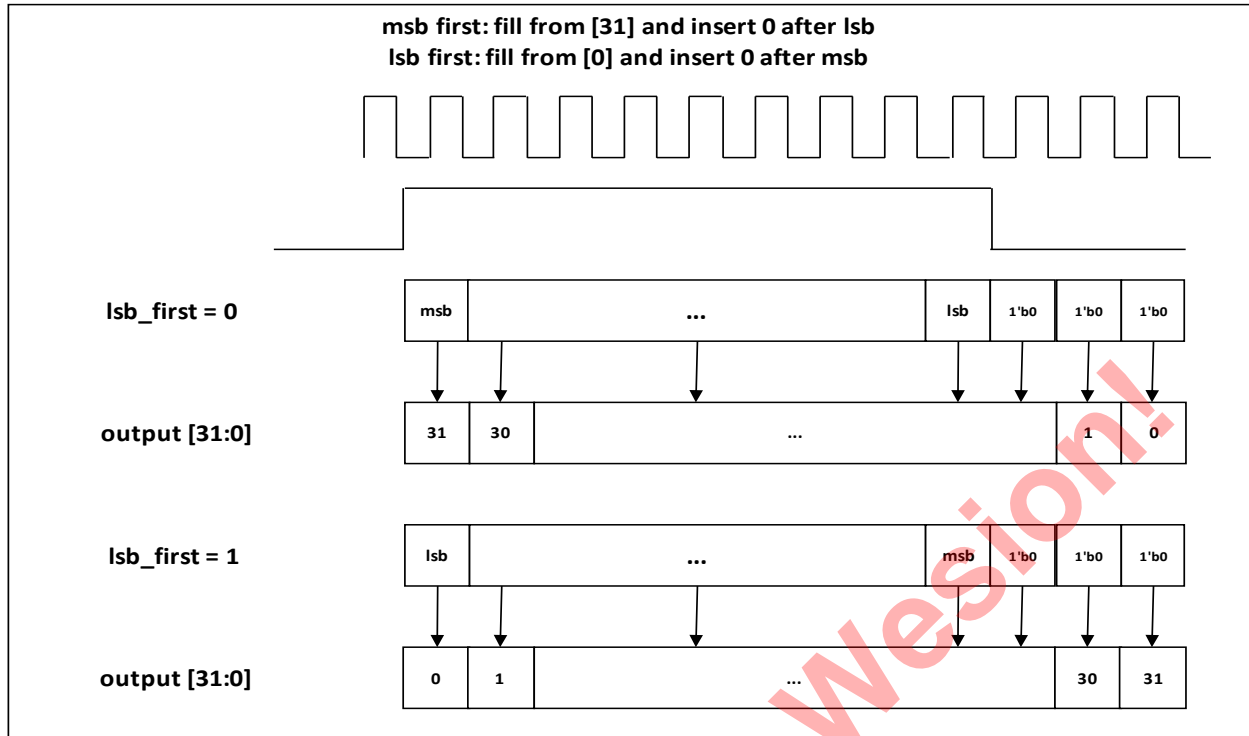 msb first: fill from [31] and insert 0 after lsb
lsb first: fill from [0] and insert 0 after msb
lsb_first = 0
msb ... lsb 1'b0 1'b0 1'b0
output [31:0]
31 30 ... 1 0
lsb_first = 1
lsb ... msb 1'b0 1'b0 1'b0
output [31:0]
0 1 ... 30 31
Wesion!